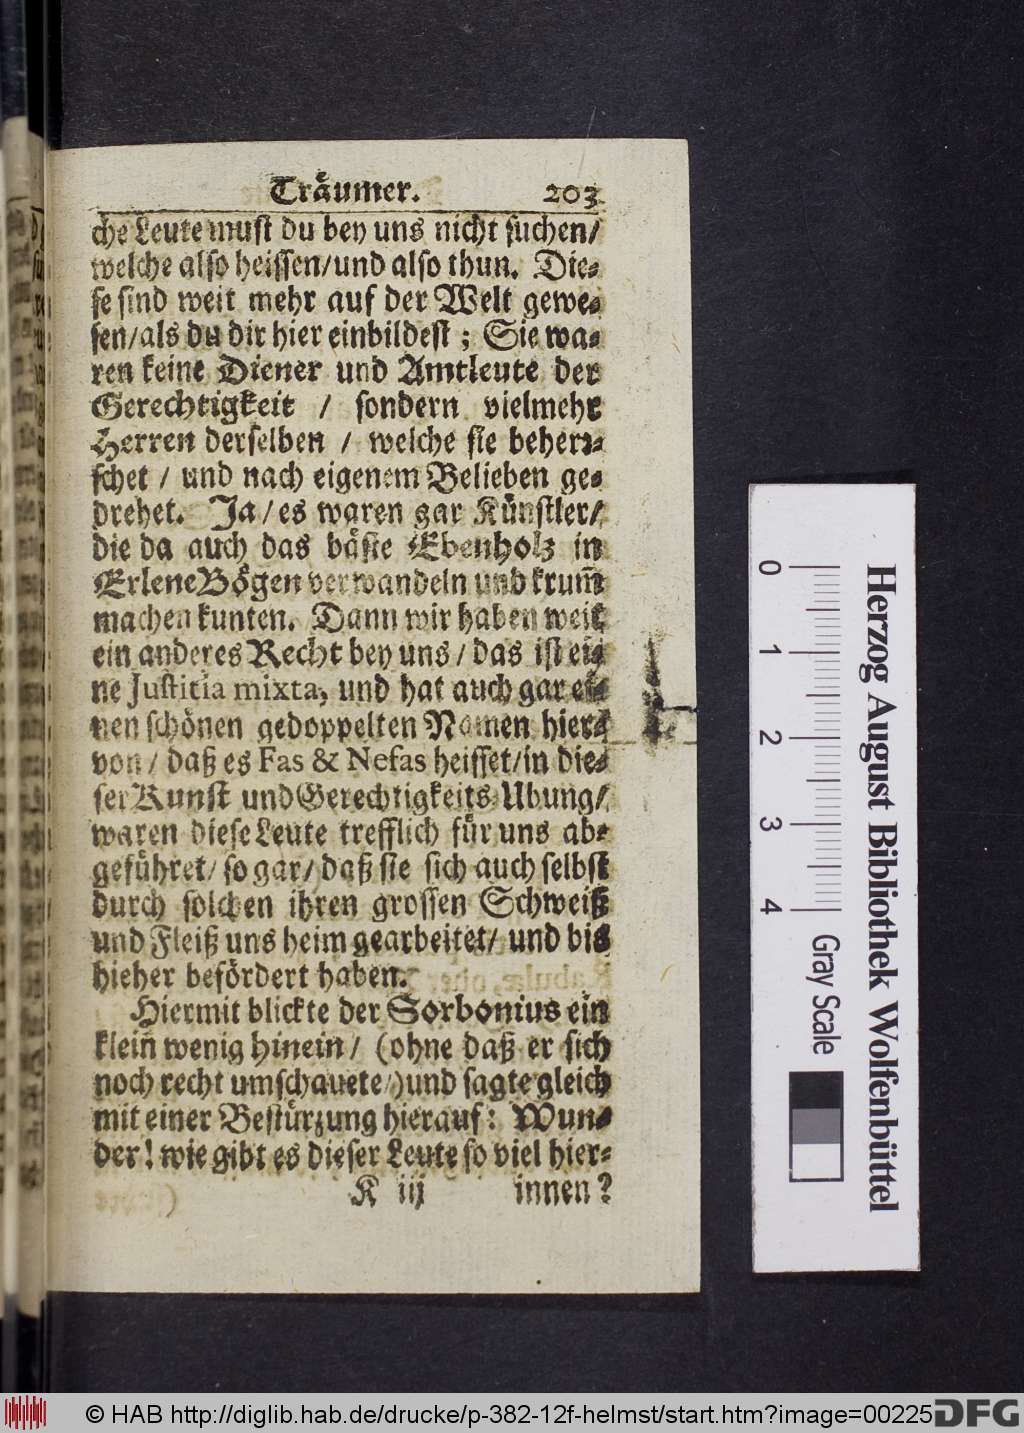 Träumer. 203
che Leute must du bey uns nicht suchen/
welche also heissen/und also thun. Die-
se sind weit mehr auf der Welt gewe-
sen/als du dir hier einbildest; Sie wa-
ren keine Diener und Amtleute der
Gerechtigkeit / sondern vielmehr
Herren derselben / welche sie beherr-
schet / und nach eigenem Belieben ge-
drehet. Ja/es waren gar Künstler/
die da auch das bäste Ebenholz in
ErleneBögen verwandeln und krum̃
machen kunten. Dann wir haben weit
ein anderes Recht bey uns/das ist ei-
ne Justitia mixta, und hat auch gar ei-
nen schönen gedoppelten Namen hier-
von/ daß es Fas & Nefas heisset/in die-
ser Kunst und Gerechtigkeits-Ubung/
waren diese Leute trefflich für uns ab-
geführet/ so gar/ daß sie sich auch selbst
durch solchen ihren grossen Schweiß
und Fleiß uns heim gearbeitet/ und bis
hieher befördert haben.
Hiermit blickte der Sorbonius ein
klein̄ wenig hinein/ (ohne daß er sich
noch recht umschauete/)und sagte gleich
mit einer Bestürzung hierauf: Wun-
der! wie gibt es dieser Leute so viel hier-
K iij innen?
Herzog August Bibliothek Wolfenbüttel
0 1 2 3 4 Gray Scale
© HAB http://diglib.hab.de/drucke/p-382-12f-helmst/start.htm?image=00225
DFG